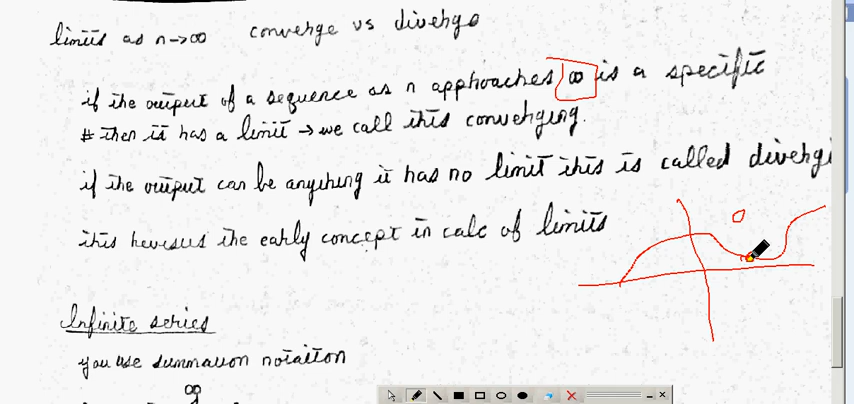 limits as n→∞ converge vs diverge
if the output of a sequence as n approaches ∞ is a specific
# then it has a limit → we call this converging.
if the output can be anything it has no limit this is called divergi
this reverses the early concept in calc of limits
Infinite series
you use summation notation
∞